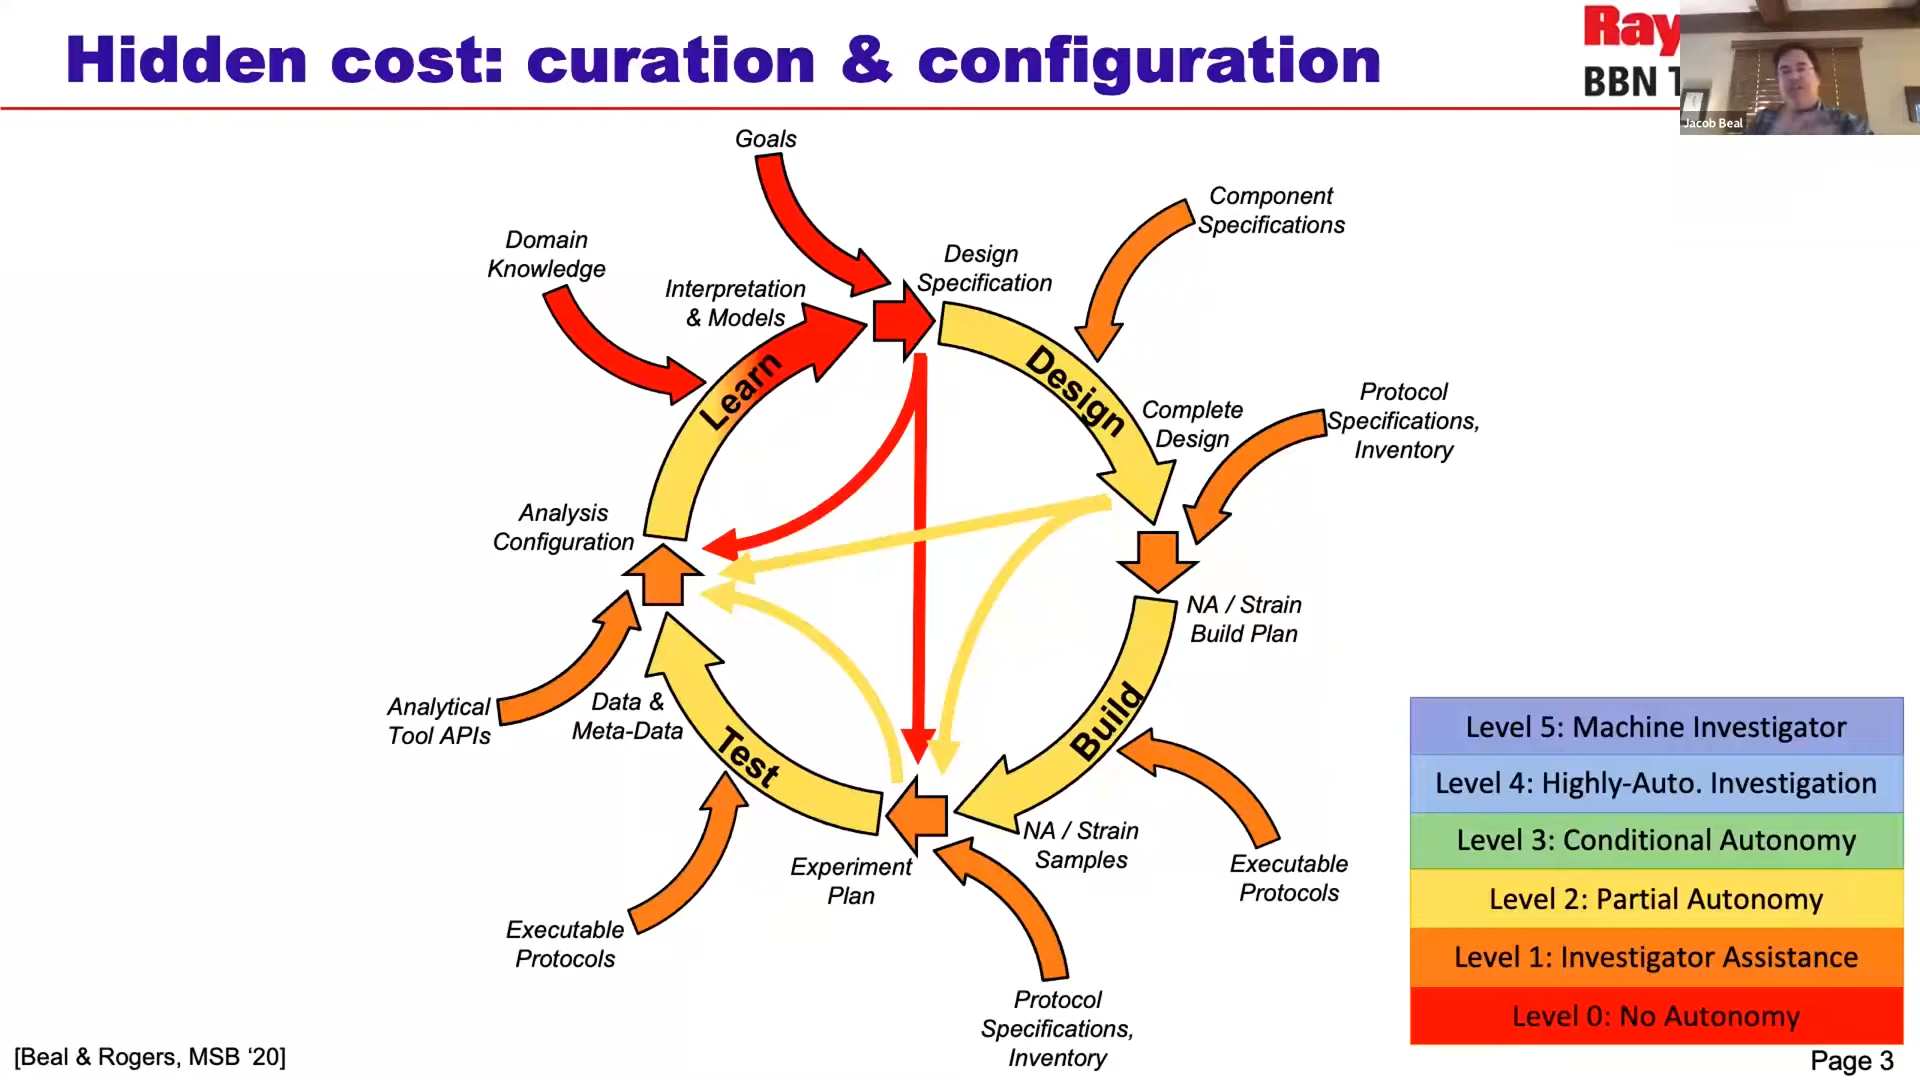 Hidden cost: curation & configuration
Ray
BBN T
Jacob Beal
Goals
Component
Specifications
Domain
Knowledge
Design
Specification
Interpretation
& Models
Learn
Design
Protocol
Specifications,
Inventory
Complete
Design
Analysis
Configuration
NA / Strain
Build Plan
Analytical
Tool APIs
Data &
Meta-Data
Test
Build
NA / Strain
Samples
Experiment
Plan
Executable
Protocols
Executable
Protocols
Protocol
Specifications,
Inventory
Level 5: Machine Investigator
Level 4: Highly-Auto. Investigation
Level 3: Conditional Autonomy
Level 2: Partial Autonomy
Level 1: Investigator Assistance
Level 0: No Autonomy
[Beal & Rogers, MSB ‘20]
Page 3